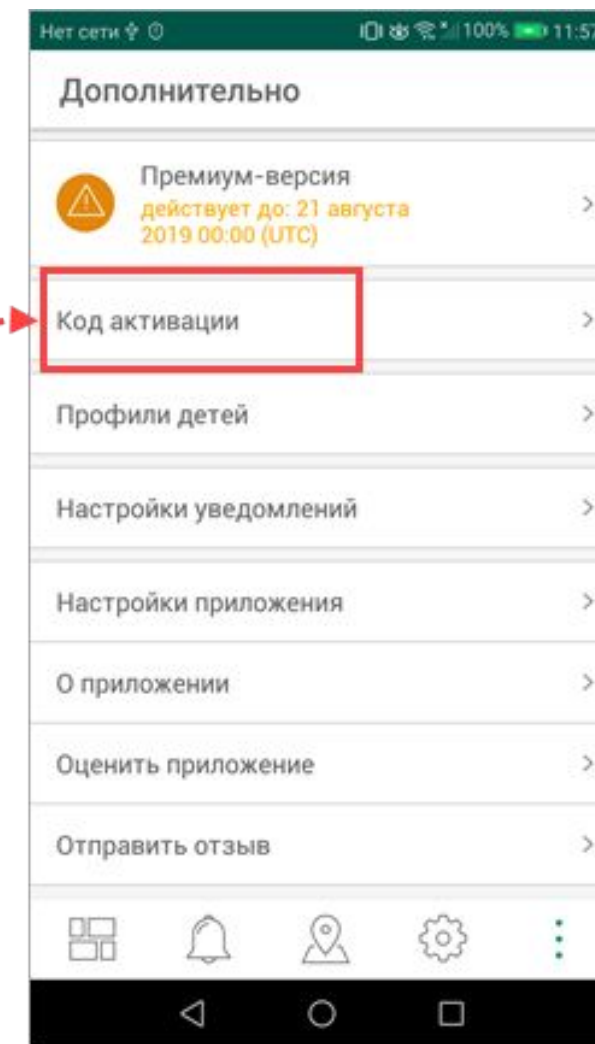 Нет сети 100% 11:57
Дополнительно
Премиум-версия
действует до: 21 августа
2019 00:00 (UTC)
Код активации
Профили детей
Настройки уведомлений
Настройки приложения
О приложении
Оценить приложение
Отправить отзыв